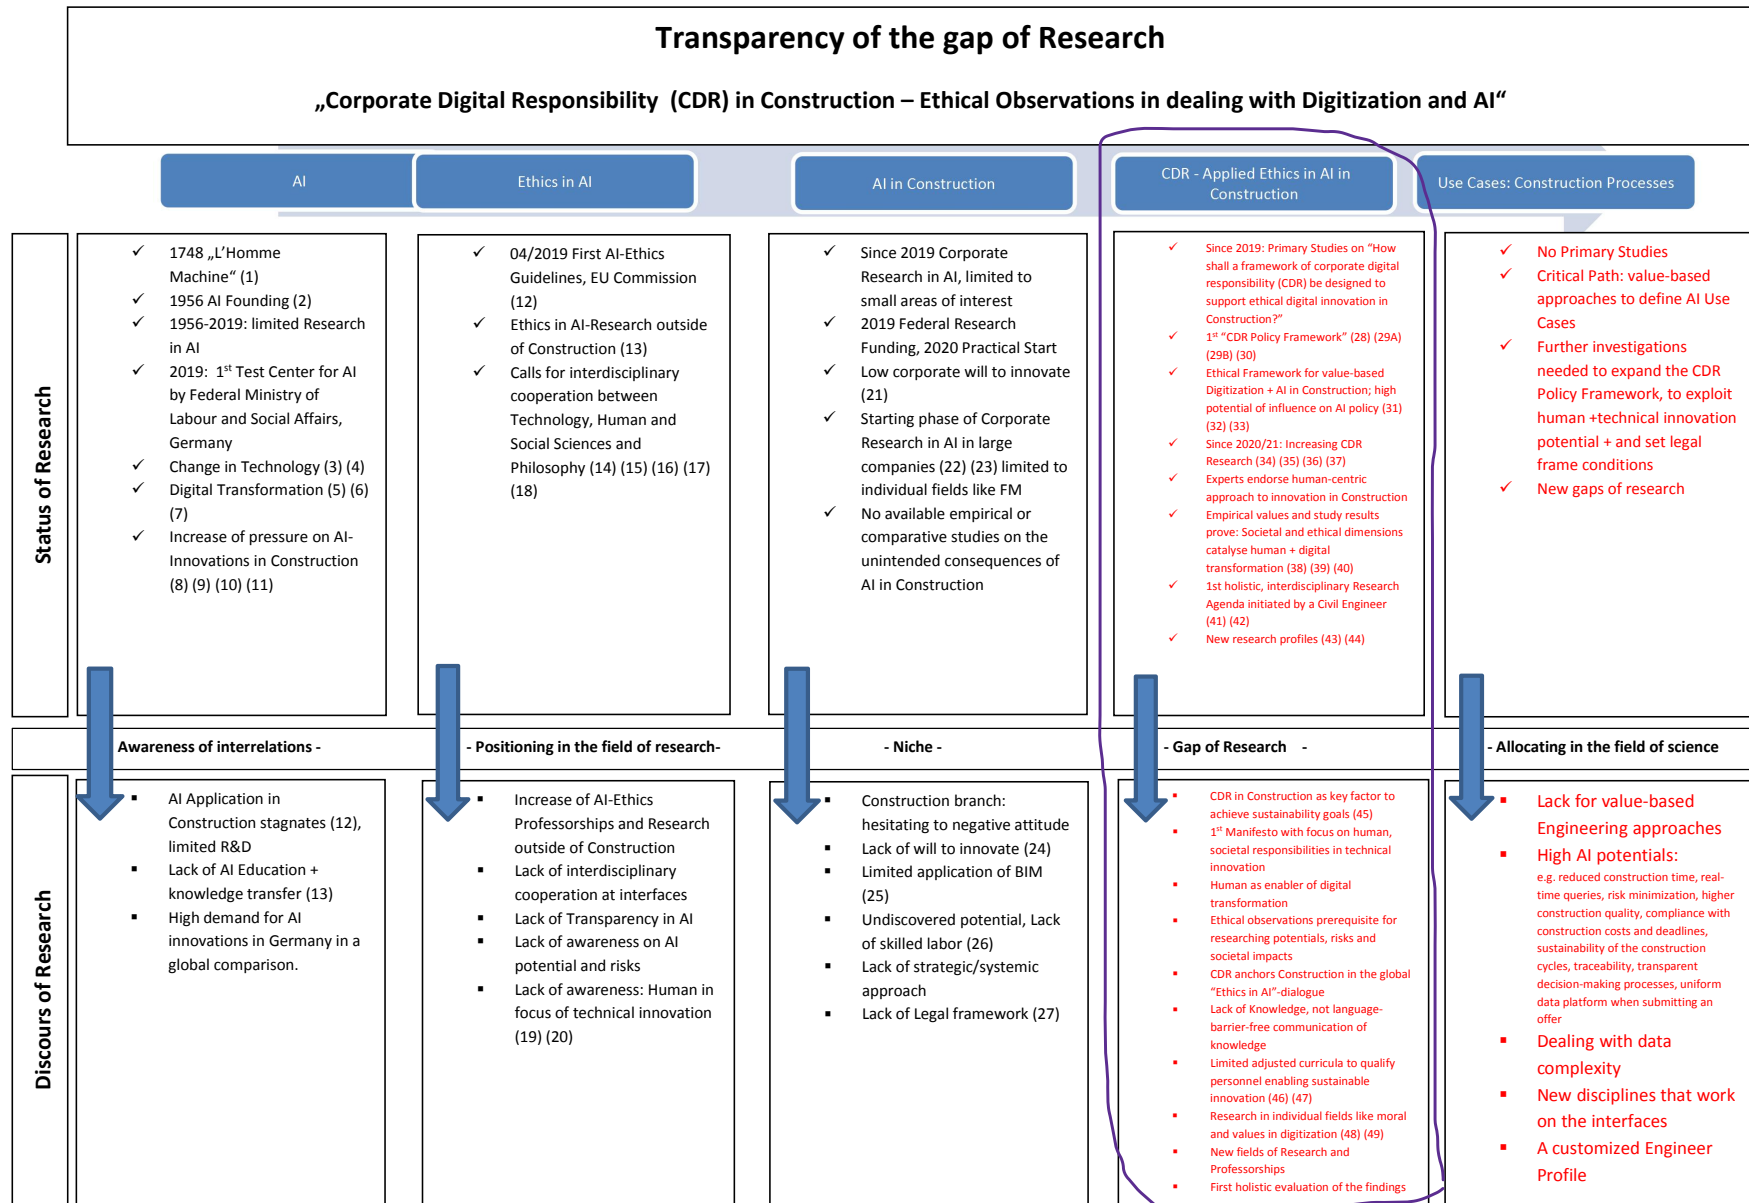 Transparency of the gap of Research
„Corporate Digital Responsibility (CDR) in Construction – Ethical Observations in dealing with Digitization and AI“
AI
Ethics in AI
AI in Construction
CDR - Applied Ethics in AI in
Construction
Use Cases: Construction Processes
Status of Research
✓ 1748 „L’Homme
Machine“ (1)
✓ 1956 AI Founding (2)
✓ 1956-2019: limited Research
in AI
✓ 2019: 1st Test Center for AI
by Federal Ministry of
Labour and Social Affairs,
Germany
✓ Change in Technology (3) (4)
✓ Digital Transformation (5) (6)
(7)
✓ Increase of pressure on AI-
Innovations in Construction
(8) (9) (10) (11)
✓ 04/2019 First AI-Ethics
Guidelines, EU Commission
(12)
✓ Ethics in AI-Research outside
of Construction (13)
✓ Calls for interdisciplinary
cooperation between
Technology, Human and
Social Sciences and
Philosophy (14) (15) (16) (17)
(18)
✓ Since 2019 Corporate
Research in AI, limited to
small areas of interest
✓ 2019 Federal Research
Funding, 2020 Practical Start
✓ Low corporate will to innovate
(21)
✓ Starting phase of Corporate
Research in AI in large
companies (22) (23) limited to
individual fields like FM
✓ No available empirical or
comparative studies on the
unintended consequences of
AI in Construction
✓ Since 2019: Primary Studies on “How
shall a framework of corporate digital
responsibility (CDR) be designed to
support ethical digital innovation in
Construction?”
✓ 1st “CDR Policy Framework” (28) (29A)
(29B) (30)
✓ Ethical Framework for value-based
Digitization + AI in Construction; high
potential of influence on AI policy (31)
(32) (33)
✓ Since 2020/21: Increasing CDR
Research (34) (35) (36) (37)
✓ Experts endorse human-centric
approach to innovation in Construction
✓ Empirical values and study results
prove: Societal and ethical dimensions
catalyse human + digital
transformation (38) (39) (40)
✓ 1st holistic, interdisciplinary Research
Agenda initiated by a Civil Engineer
(41) (42)
✓ New research profiles (43) (44)
✓ No Primary Studies
✓ Critical Path: value-based
approaches to define AI Use
Cases
✓ Further investigations
needed to expand the CDR
Policy Framework, to exploit
human +technical innovation
potential + and set legal
frame conditions
✓ New gaps of research
Awareness of interrelations -
- Positioning in the field of research-
- Niche -
- Gap of Research -
- Allocating in the field of science
Discours of Research
▪ AI Application in
Construction stagnates (12),
limited R&D
▪ Lack of AI Education +
knowledge transfer (13)
▪ High demand for AI
innovations in Germany in a
global comparison.
▪ Increase of AI-Ethics
Professorships and Research
outside of Construction
▪ Lack of interdisciplinary
cooperation at interfaces
▪ Lack of Transparency in AI
▪ Lack of awareness on AI
potential and risks
▪ Lack of awareness: Human in
focus of technical innovation
(19) (20)
▪ Construction branch:
hesitating to negative attitude
▪ Lack of will to innovate (24)
▪ Limited application of BIM
(25)
▪ Undiscovered potential, Lack
of skilled labor (26)
▪ Lack of strategic/systemic
approach
▪ Lack of Legal framework (27)
▪ CDR in Construction as key factor to
achieve sustainability goals (45)
▪ 1st Manifesto with focus on human,
societal responsibilities in technical
innovation
▪ Human as enabler of digital
transformation
▪ Ethical observations prerequisite for
researching potentials, risks and
societal impacts
▪ CDR anchors Construction in the global
“Ethics in AI”-dialogue
▪ Lack of Knowledge, not language-
barrier-free communication of
knowledge
▪ Limited adjusted curricula to qualify
personnel enabling sustainable
innovation (46) (47)
▪ Research in individual fields like moral
and values in digitization (48) (49)
▪ New fields of Research and
Professorships
▪ First holistic evaluation of the findings
▪ Lack for value-based
Engineering approaches
▪ High AI potentials:
e.g. reduced construction time, real-
time queries, risk minimization, higher
construction quality, compliance with
construction costs and deadlines,
sustainability of the construction
cycles, traceability, transparent
decision-making processes, uniform
data platform when submitting an
offer
▪ Dealing with data
complexity
▪ New disciplines that work
on the interfaces
▪ A customized Engineer
Profile